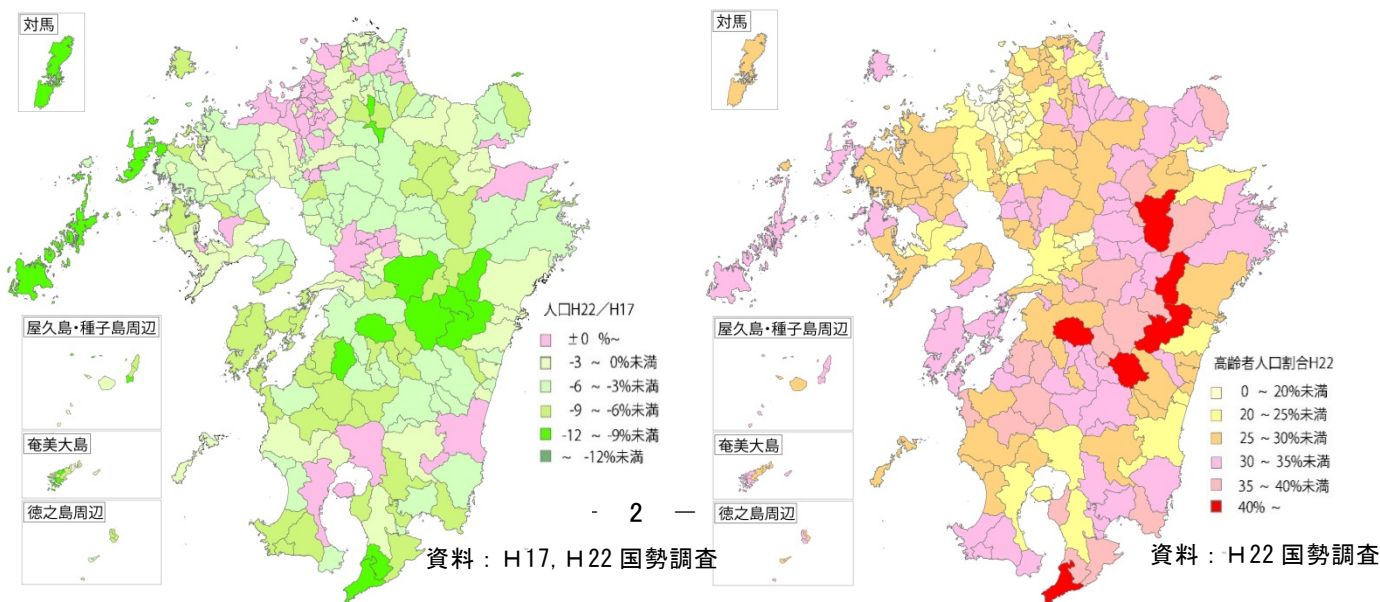 対馬
屋久島・種子島周辺
奄美大島
徳之島周辺
人口H22／H17
±0 %~
-3 ~ 0%未満
-6 ~ -3%未満
-9 ~ -6%未満
-12 ~ -9%未満
~ -12%未満
- 2 —
資料：H17, H22 国勢調査
対馬
屋久島・種子島周辺
奄美大島
徳之島周辺
高齢者人口割合H22
0 ~ 20%未満
20 ~ 25%未満
25 ~ 30%未満
30 ~ 35%未満
35 ~ 40%未満
40% ~
資料：H22 国勢調査